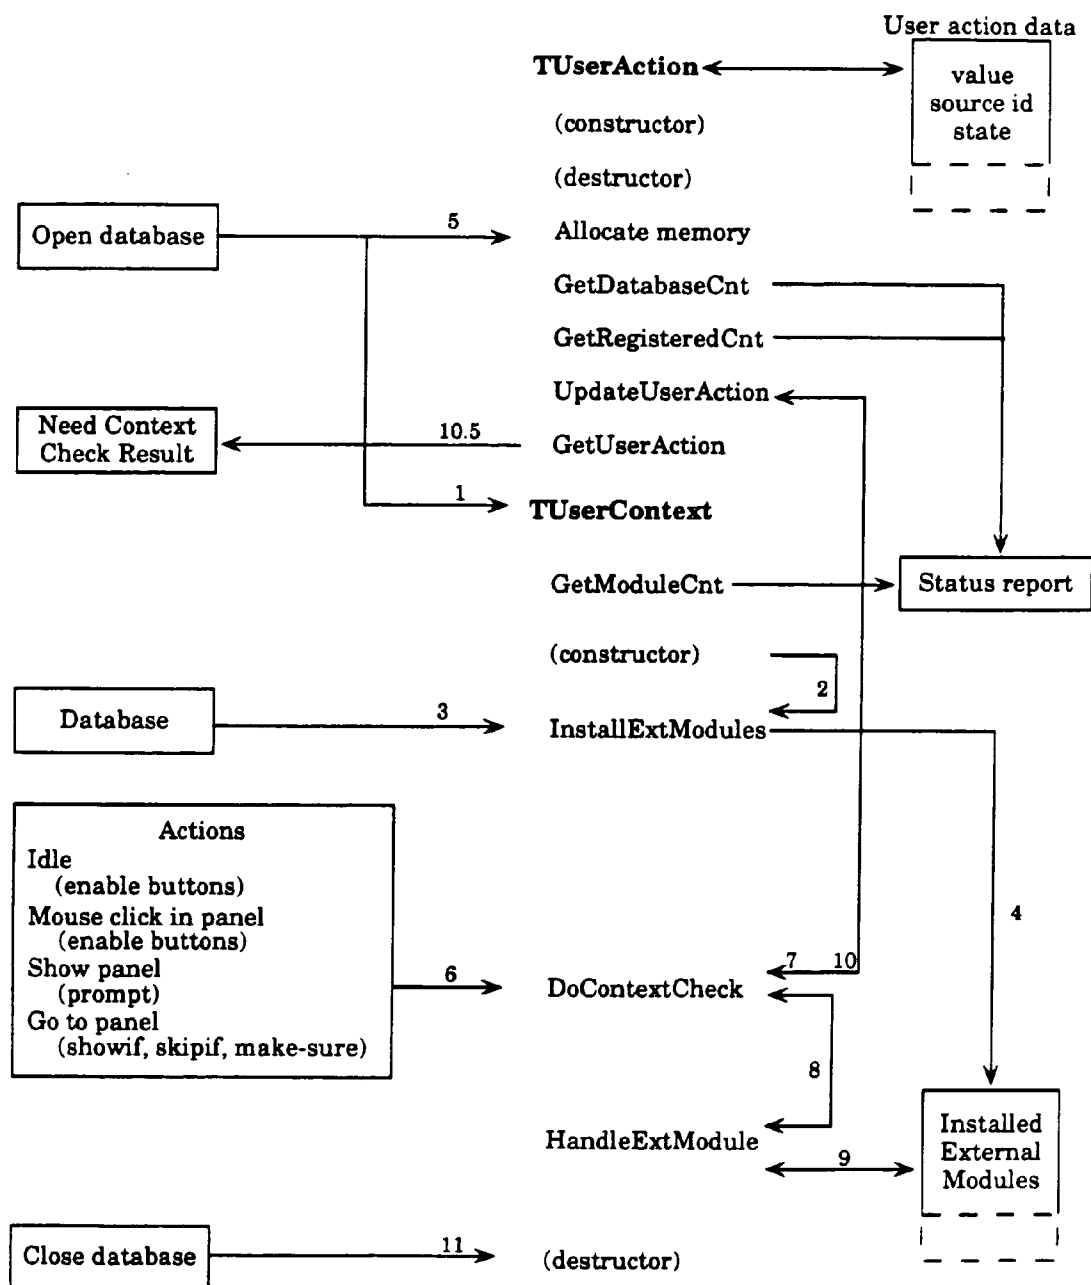 User action data
TUserAction
value
source id
state
(constructor)
(destructor)
Open database
5
Allocate memory
GetDatabaseCnt
GetRegisteredCnt
UpdateUserAction
Need Context
Check Result
10.5
GetUserAction
1
TUserContext
GetModuleCnt
Status report
(constructor)
2
Database
3
InstallExtModules
Actions
Idle
(enable buttons)
Mouse click in panel
(enable buttons)
Show panel
(prompt)
Go to panel
(showif, skipif, make-sure)
4
6
7 10
DoContextCheck
8
HandleExtModule
9
Installed
External
Modules
Close database
11
(destructor)